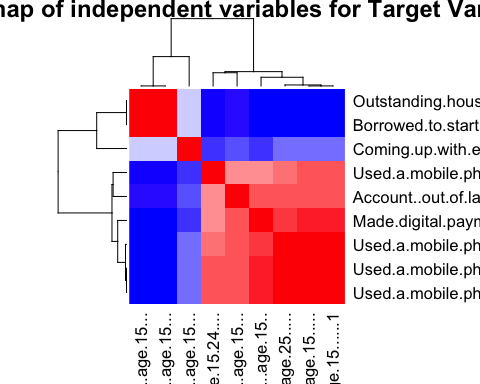 map of independent variables for Target Var
Outstanding.hous
Borrowed.to.start
Coming.up.with.e
Used.a.mobile.ph
Account..out.of.la
Made.digital.paym
Used.a.mobile.ph
Used.a.mobile.ph
Used.a.mobile.ph
..age.15...
..age.15...
..age.15...
e.15.24....
..age.15...
..age.15..
age.25.....
age.15.....
ge.15......1